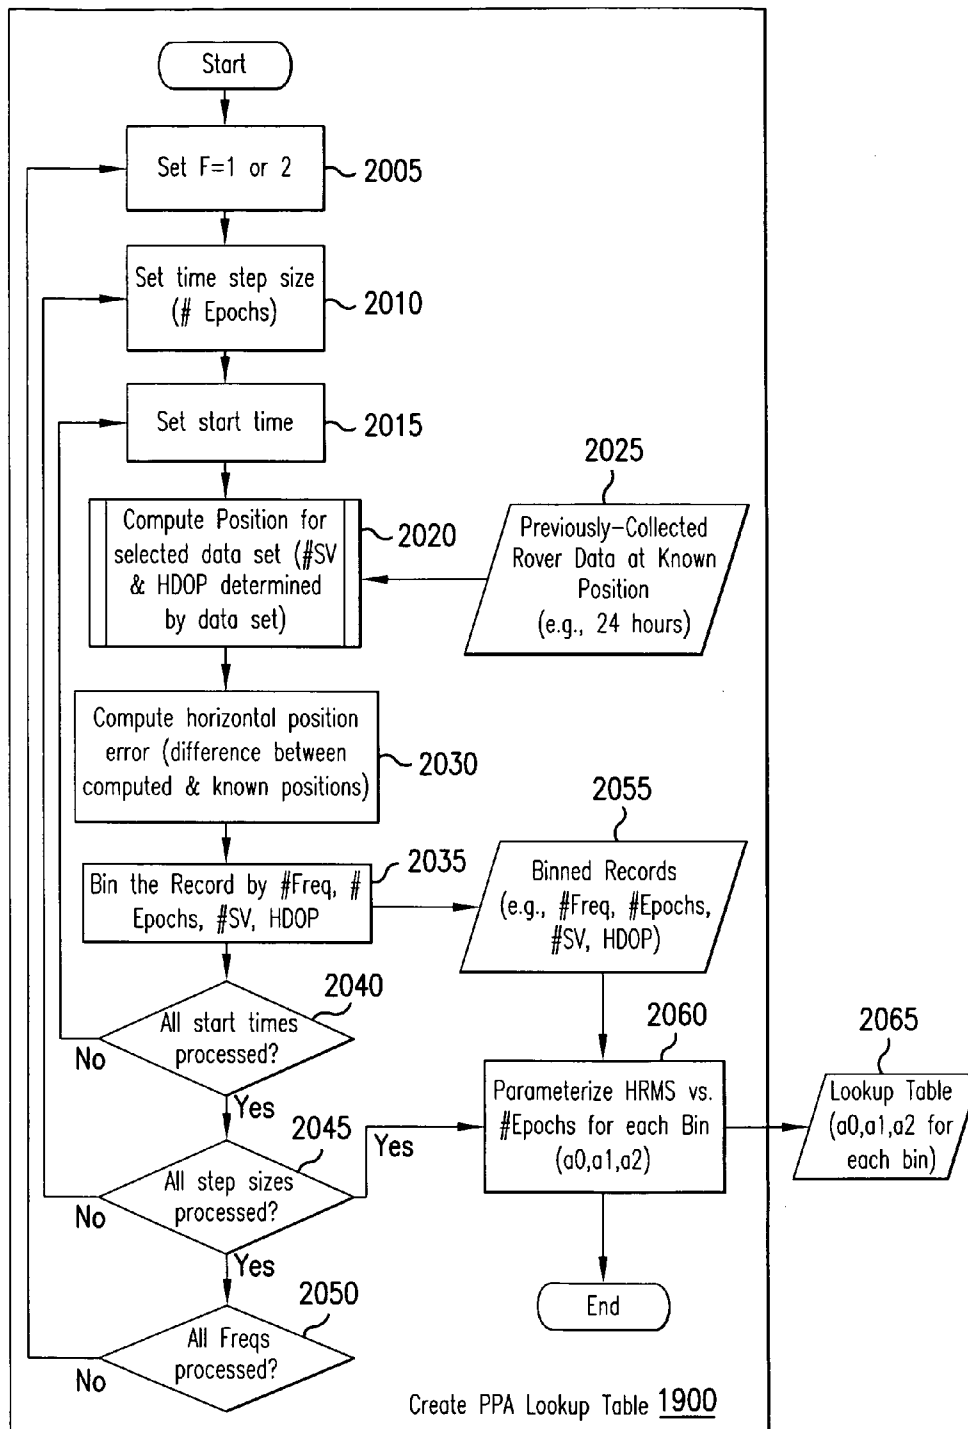 Start
Set F=1 or 2
2005
Set time step size
(# Epochs)
2010
Set start time
2015
2025
Compute Position for
selected data set (#SV
& HDOP determined
by data set)
2020
Previously-Collected
Rover Data at Known
Position
(e.g., 24 hours)
Compute horizontal position
error (difference between
computed & known positions)
2030
2055
Bin the Record by #Freq, #
Epochs, #SV, HDOP
2035
Binned Records
(e.g., #Freq, #Epochs,
#SV, HDOP)
2040
All start times
processed?
No
Yes
2060
2065
Parameterize HRMS vs.
#Epochs for each Bin
(a0,a1,a2)
Lookup Table
(a0,a1,a2 for
each bin)
2045
Yes
All step sizes
processed?
No
Yes
2050
All Freqs
processed?
No
End
Create PPA Lookup Table 1900